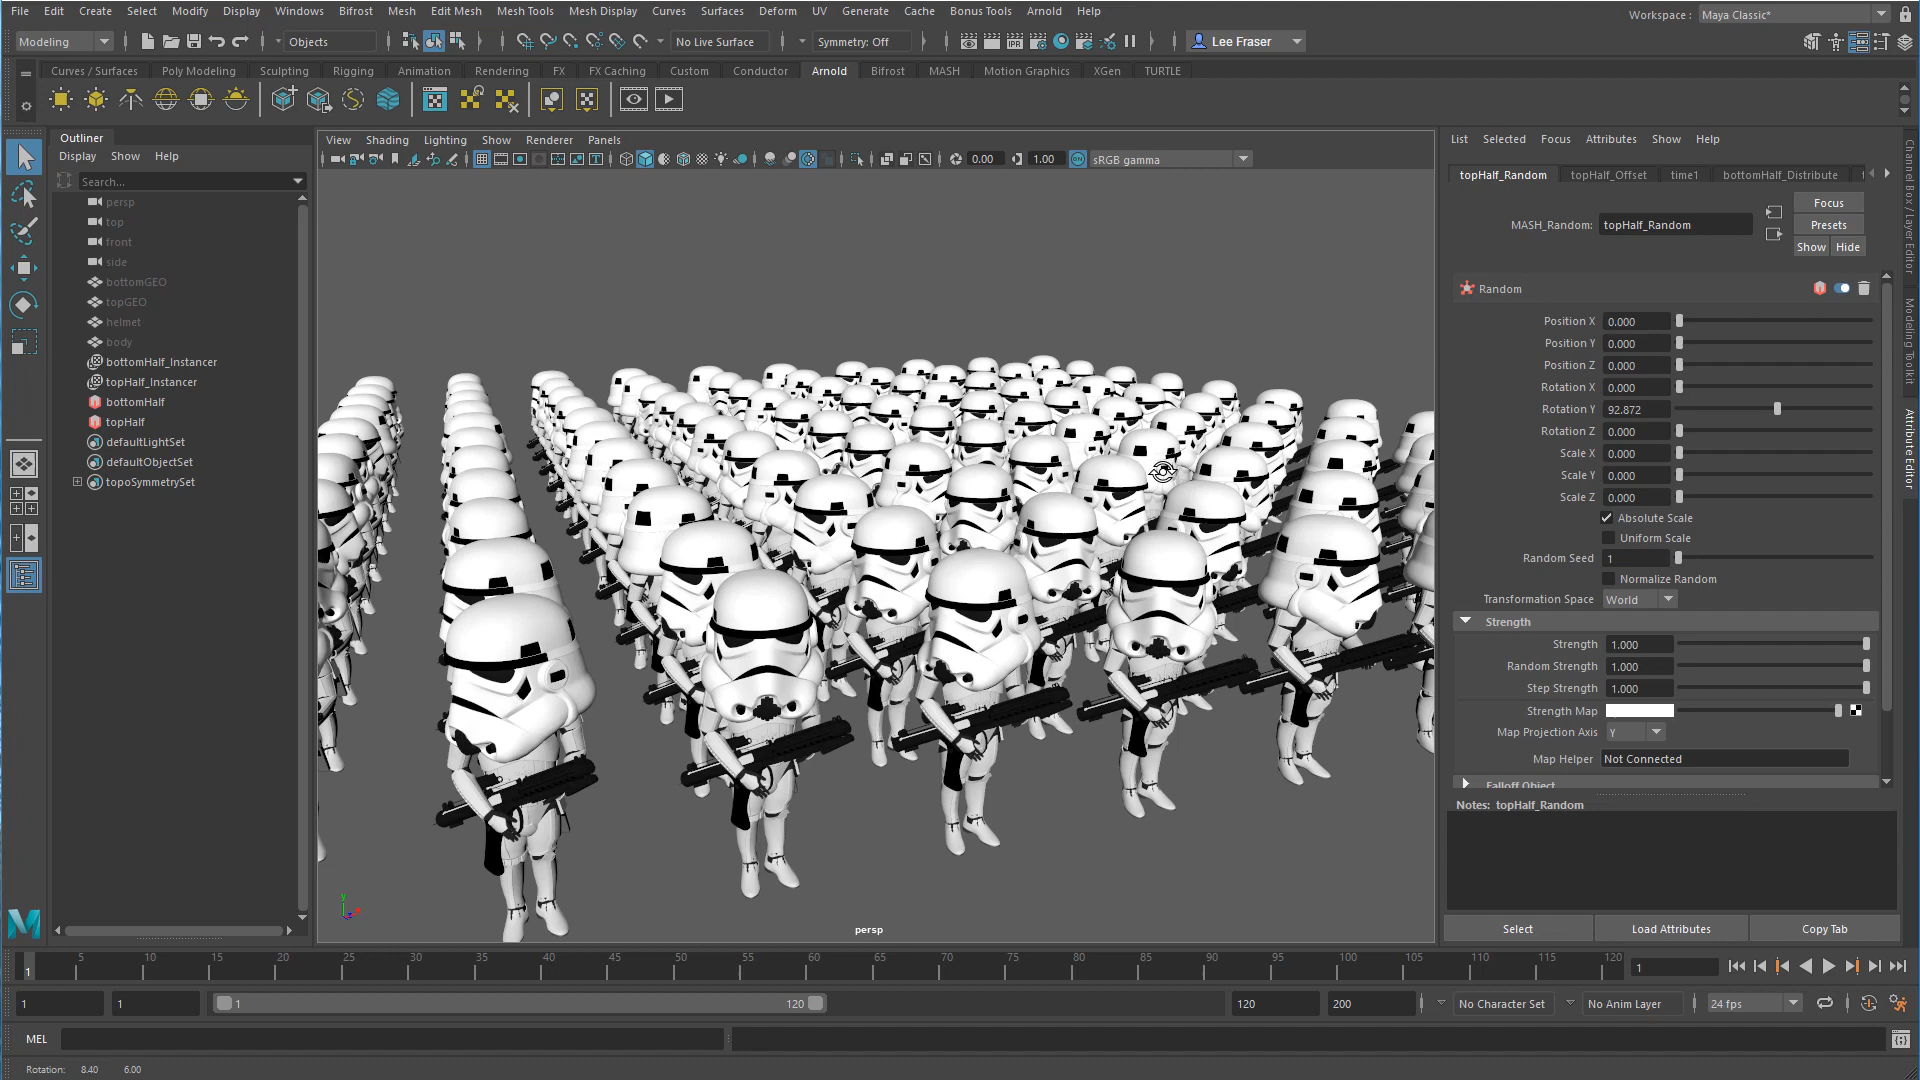 File Edit Create Select Modify Display Windows Bifrost Mesh Edit Mesh Mesh Tools Mesh Display Curves Surfaces Deform UV Generate Cache Bonus Tools Arnold Help
Workspace : Maya Classic*
Modeling Objects No Live Surface Symmetry: Off IPR Lee Fraser
Curves / Surfaces Poly Modeling Sculpting Rigging Animation Rendering FX FX Caching Custom Conductor Arnold Bifrost MASH Motion Graphics XGen TURTLE
Outliner
Display Show Help
Search...
persp
top
front
side
bottomGEO
topGEO
helmet
body
bottomHalf_Instancer
topHalf_Instancer
bottomHalf
topHalf
defaultLightSet
defaultObjectSet
topoSymmetrySet
View Shading Lighting Show Renderer Panels
0.00 1.00 ON sRGB gamma
y
persp
List Selected Focus Attributes Show Help
topHalf_Random topHalf_Offset time1 bottomHalf_Distribute
MASH_Random: topHalf_Random
Focus
Presets
Show Hide
Random
Position X 0.000
Position Y 0.000
Position Z 0.000
Rotation X 0.000
Rotation Y 92.872
Rotation Z 0.000
Scale X 0.000
Scale Y 0.000
Scale Z 0.000
Absolute Scale
Uniform Scale
Random Seed 1
Normalize Random
Transformation Space World
Strength
Strength 1.000
Random Strength 1.000
Step Strength 1.000
Strength Map
Map Projection Axis Y
Map Helper Not Connected
Falloff Object
Notes: topHalf_Random
Select Load Attributes Copy Tab
Channel Box / Layer Editor
Modeling Toolkit
Attribute Editor
1 5 10 15 20 25 30 35 40 45 50 55 60 65 70 75 80 85 90 95 100 105 110 115 120 1
1 1 1 120 120 200 No Character Set No Anim Layer 24 fps
MEL
Rotation: 8.40 6.00